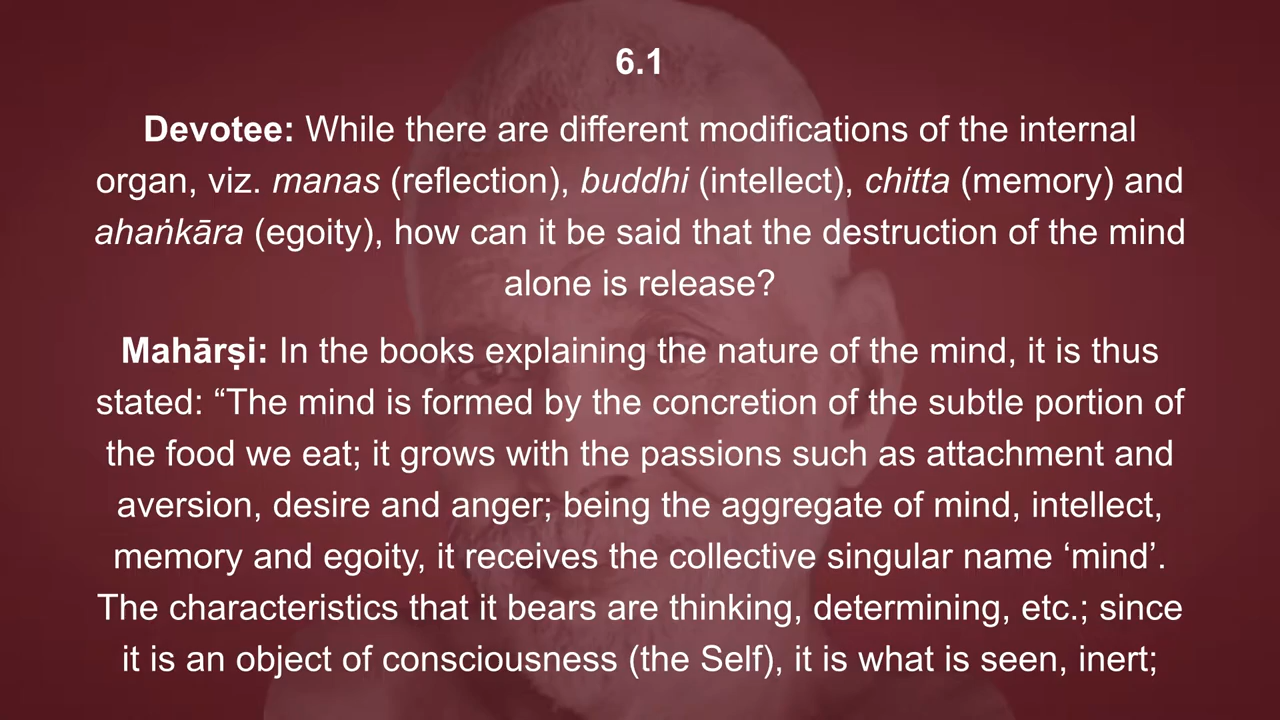 6.1
Devotee: While there are different modifications of the internal
organ, viz. manas (reflection), buddhi (intellect), chitta (memory) and
ahaṅkāra (egoity), how can it be said that the destruction of the mind
alone is release?
Mahārṣi: In the books explaining the nature of the mind, it is thus
stated: “The mind is formed by the concretion of the subtle portion of
the food we eat; it grows with the passions such as attachment and
aversion, desire and anger; being the aggregate of mind, intellect,
memory and egoity, it receives the collective singular name ‘mind’.
The characteristics that it bears are thinking, determining, etc.; since
it is an object of consciousness (the Self), it is what is seen, inert;